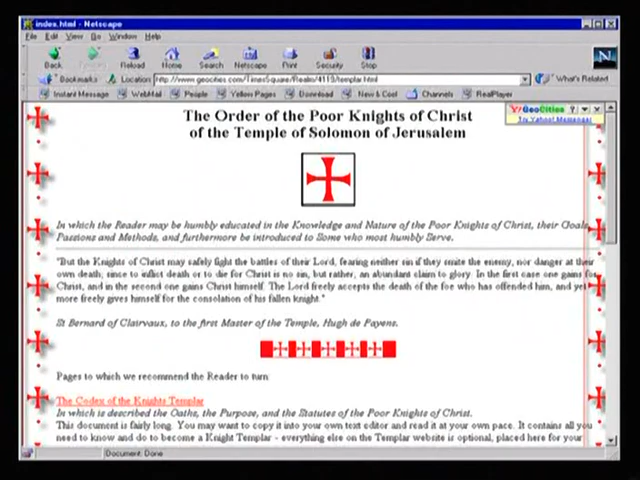 index.html - Netscape
File Edit View Go Window Help
Back Reload Home Search Netscape Print Security Stop
Bookmarks Location: http://www.geocities.com/TimesSquare/Realm/4119/templar.html What's Related
Instant Message WebMail People Yellow Pages Download New & Cool Channels RealPlayer
Y! GeoCities ?
Try Yahoo! Messenger
The Order of the Poor Knights of Christ
of the Temple of Solomon of Jerusalem
In which the Reader may be humbly educated in the Knowledge and Nature of the Poor Knights of Christ, their Goals,
Passions and Methods, and furthermore be introduced to Some who most humbly Serve.
"But the Knights of Christ may safely fight the battles of their Lord, fearing neither sin if they smite the enemy, nor danger at their
own death; since to inflict death or to die for Christ is no sin, but rather, an abundant claim to glory. In the first case one gains for
Christ, and in the second one gains Christ himself. The Lord freely accepts the death of the foe who has offended him, and yet
more freely gives himself for the consolation of his fallen knight."
St Bernard of Clairvaux, to the first Master of the Temple, Hugh de Payens.
Pages to which we recommend the Reader to turn:
The Codex of the Knights Templar
In which is described the Oaths, the Purpose, and the Statutes of the Poor Knights of Christ.
This document is fairly long. You may want to copy it into your own text editor and read it at your own pace. It contains all you
need to know and do to become a Knight Templar - everything else on the Templar website is optional, placed here for your
Document: Done